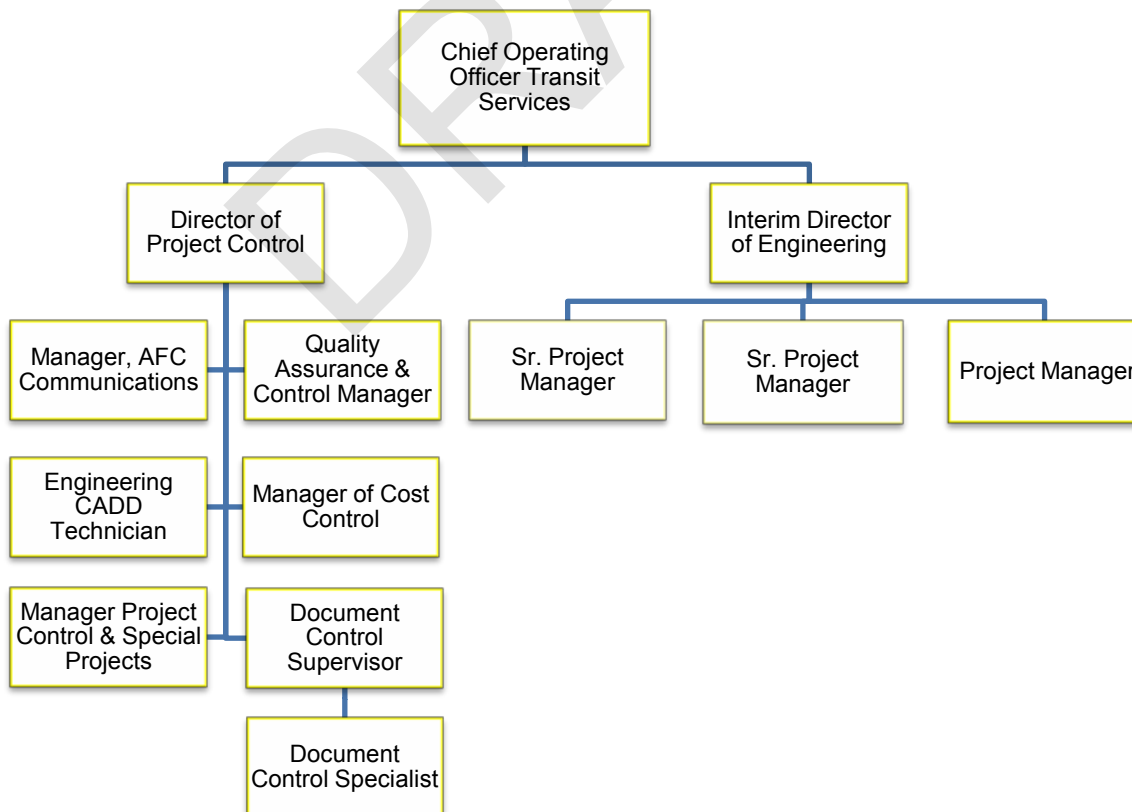 Chief Operating
Officer Transit
Services
Director of
Project Control
Interim Director
of Engineering
Manager, AFC
Communications
Quality
Assurance &
Control Manager
Sr. Project
Manager
Sr. Project
Manager
Project Manager
Engineering
CADD
Technician
Manager of Cost
Control
Manager Project
Control & Special
Projects
Document
Control
Supervisor
Document
Control Specialist